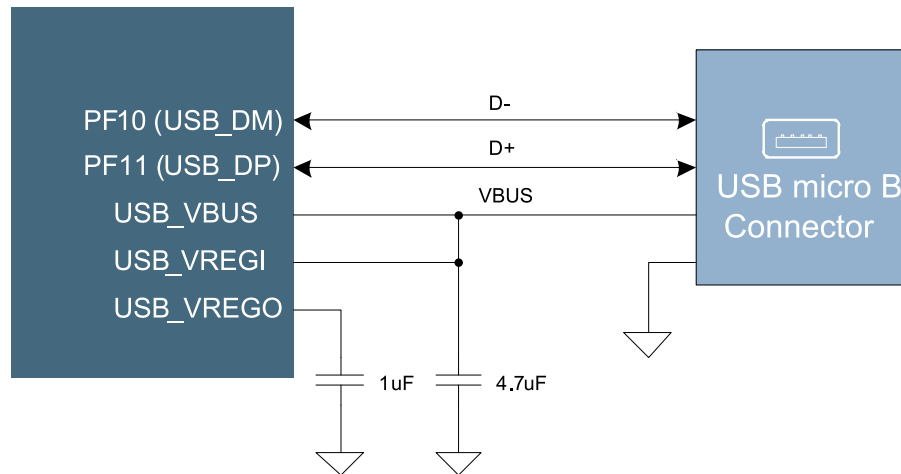 D-
PF10 (USB_DM)
D+
PF11 (USB_DP)
VBUS
USB_VBUS
USB micro B
Connector
USB_VREGI
USB_VREGO
1uF
4.7uF